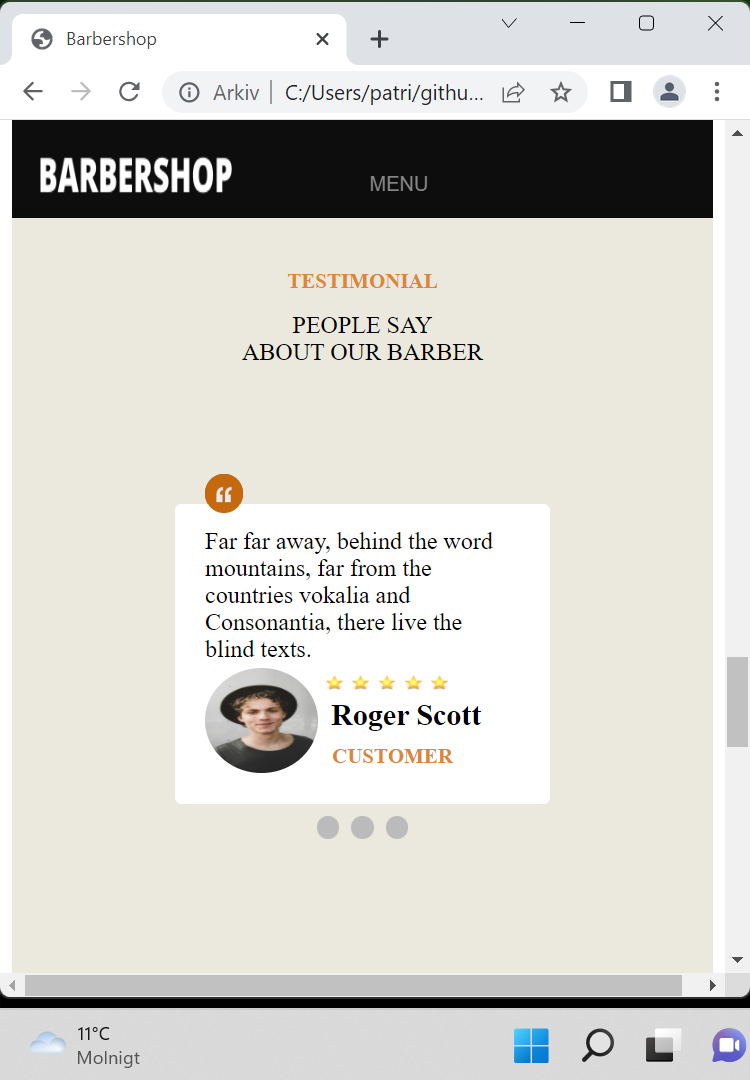 Barbershop
Arkiv | C:/Users/patri/githu...
BARBERSHOP
MENU
TESTIMONIAL
PEOPLE SAY
ABOUT OUR BARBER
“
Far far away, behind the word
mountains, far from the
countries vokalia and
Consonantia, there live the
blind texts.
Roger Scott
CUSTOMER
11°C
Molnigt